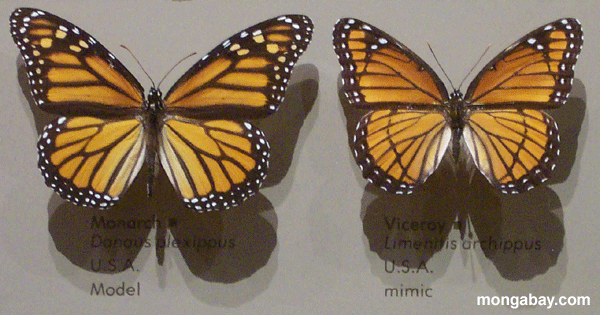 Monarch
Danaus plexippus
U.S.A.
Model
Viceroy
Limenitis archippus
U.S.A.
mimic
mongabay.com